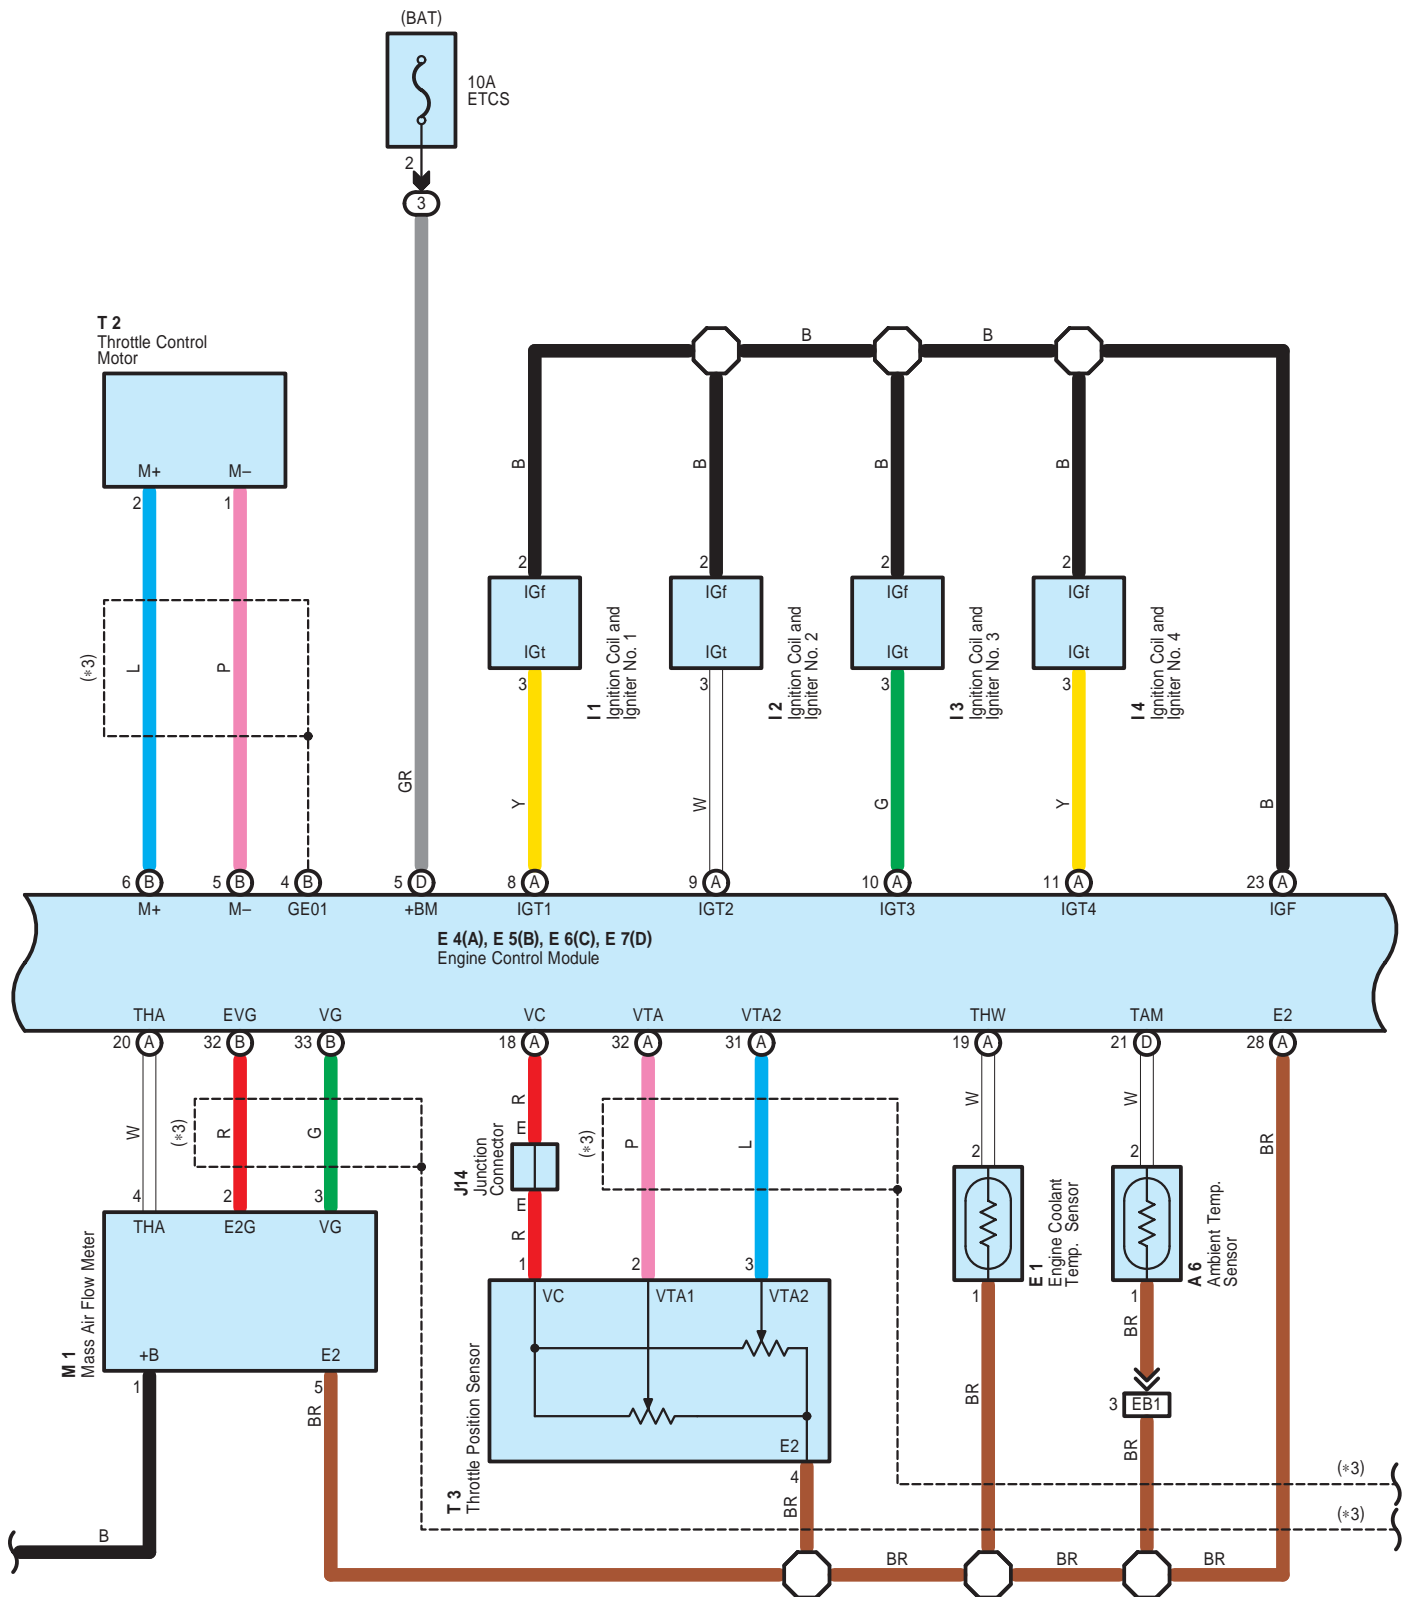 (BAT)
10A
ETCS
2
3
T 2
Throttle Control
Motor
M+ M–
2 1
(∗3)
L P
GR
B B
B B B B
2 2 2 2
IGf IGf IGf IGf
IGt IGt IGt IGt
3 3 3 3
I 1
Ignition Coil and
Igniter No. 1
I 2
Ignition Coil and
Igniter No. 2
I 3
Ignition Coil and
Igniter No. 3
I 4
Ignition Coil and
Igniter No. 4
Y W G Y B
6 B 5 B 4 B 5 D 8 A 9 A 10 A 11 A 23 A
M+ M– GE01 +BM IGT1 IGT2 IGT3 IGT4 IGF
E 4(A), E 5(B), E 6(C), E 7(D)
Engine Control Module
THA EVG VG VC VTA VTA2 THW TAM E2
20 A 32 B 33 B 18 A 32 A 31 A 19 A 21 D 28 A
W (∗3) R G
R
E
J14
Junction
Connector
E
R
(∗3) P L
W W BR
4 2 3
THA E2G VG
M 1
Mass Air Flow Meter
+B E2
1 5
BR
B
1 2 3
VC VTA1 VTA2
T 3
Throttle Position Sensor
E2
4
BR
2
E 1
Engine Coolant
Temp. Sensor
1
BR
2
A 6
Ambient Temp.
Sensor
1
BR
3 EB1
BR
(∗3)
(∗3)
BR BR BR